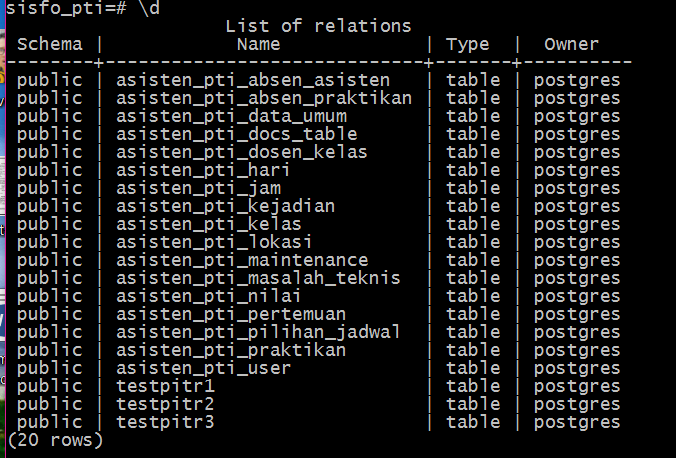 sisfo_pti=# \d
List of relations
Schema | Name | Type | Owner
--------+------------------------------+-------+----------
public | asisten_pti_absen_asisten | table | postgres
public | asisten_pti_absen_praktikan | table | postgres
public | asisten_pti_data_umum | table | postgres
public | asisten_pti_docs_table | table | postgres
public | asisten_pti_dosen_kelas | table | postgres
public | asisten_pti_hari | table | postgres
public | asisten_pti_jam | table | postgres
public | asisten_pti_kejadian | table | postgres
public | asisten_pti_kelas | table | postgres
public | asisten_pti_lokasi | table | postgres
public | asisten_pti_maintenance | table | postgres
public | asisten_pti_masalah_teknis | table | postgres
public | asisten_pti_nilai | table | postgres
public | asisten_pti_pertemuan | table | postgres
public | asisten_pti_pilihan_jadwal | table | postgres
public | asisten_pti_praktikan | table | postgres
public | asisten_pti_user | table | postgres
public | testpitr1 | table | postgres
public | testpitr2 | table | postgres
public | testpitr3 | table | postgres
(20 rows)